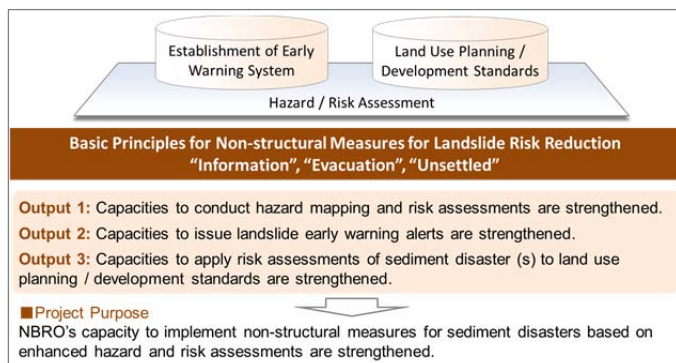 Establishment of Early
Warning System
Land Use Planning /
Development Standards
Hazard / Risk Assessment
Basic Principles for Non-structural Measures for Landslide Risk Reduction
“Information”, “Evacuation”, “Unsettled”
Output 1: Capacities to conduct hazard mapping and risk assessments are strengthened.
Output 2: Capacities to issue landslide early warning alerts are strengthened.
Output 3: Capacities to apply risk assessments of sediment disaster (s) to land use
planning / development standards are strengthened.
■Project Purpose
NBRO’s capacity to implement non-structural measures for sediment disasters based on
enhanced hazard and risk assessments are strengthened.